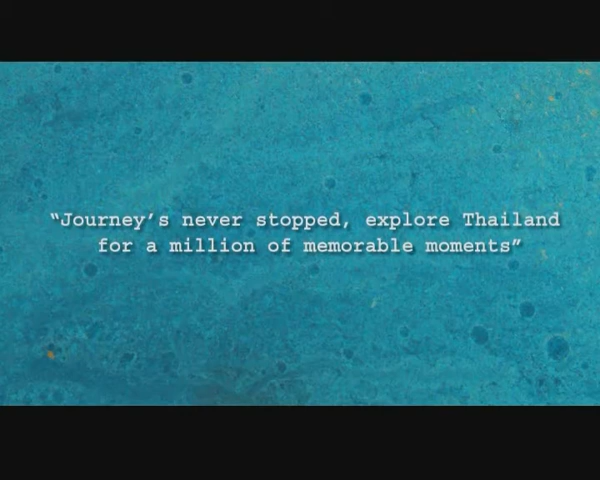 “Journey’s never stopped, explore Thailand
for a million of memorable moments”